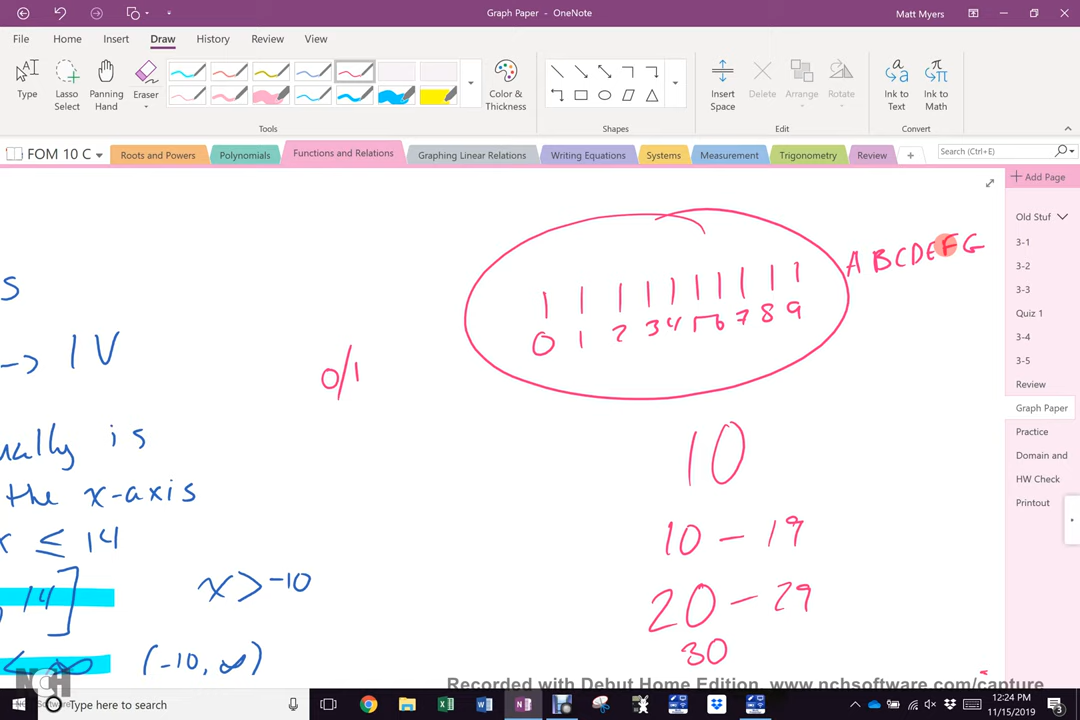 Graph Paper - OneNote
Matt Myers
File Home Insert Draw History Review View
Type
Lasso Select
Panning Hand
Eraser
Color & Thickness
Insert Space
Delete
Arrange
Rotate
Ink to Text
Ink to Math
Tools
Shapes
Edit
Convert
FOM 10 C
Roots and Powers
Polynomials
Functions and Relations
Graphing Linear Relations
Writing Equations
Systems
Measurement
Trigonometry
Review
Search (Ctrl+E)
Add Page
Old Stuf
3-1
3-2
3-3
Quiz 1
3-4
3-5
Review
Graph Paper
Practice
Domain and
HW Check
Printout
A B C D E F G
0 1 2 3 4 5 6 7 8 9
s
-> IV
0/1
10
ually is
the x-axis
10 - 19
x ≤ 14
, 14]
x > -10
20 - 29
30
< ∞ (-10, ∞)
NCH Software
Recorded with Debut Home Edition. www.nchsoftware.com/capture
Type here to search
12:24 PM
11/15/2019
3